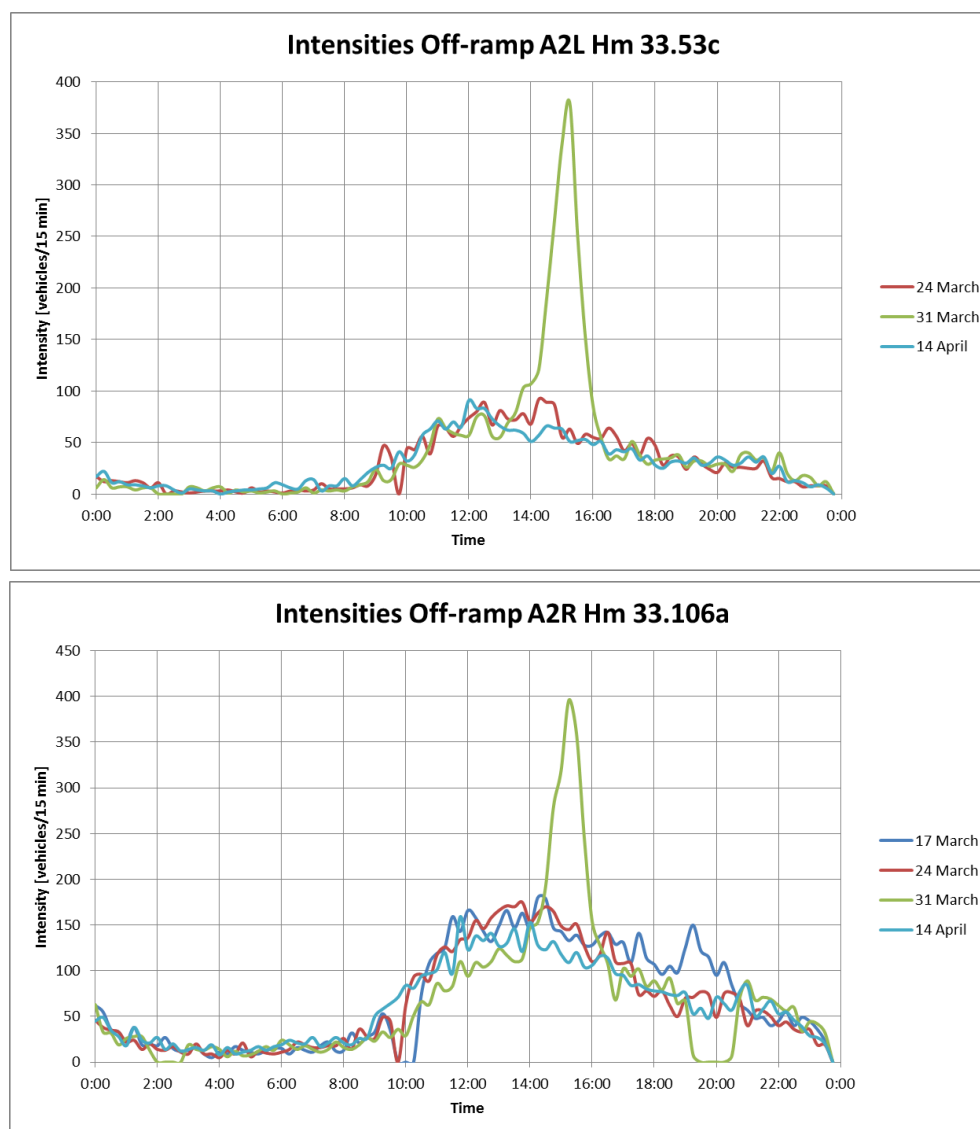 Intensities Off-ramp A2L Hm 33.53c
400
350
300
250
200
150
100
50
0
Intensity [vehicles/15 min]
0:00 2:00 4:00 6:00 8:00 10:00 12:00 14:00 16:00 18:00 20:00 22:00 0:00
Time
24 March
31 March
14 April
Intensities Off-ramp A2R Hm 33.106a
450
400
350
300
250
200
150
100
50
0
Intensity [vehicles/15 min]
0:00 2:00 4:00 6:00 8:00 10:00 12:00 14:00 16:00 18:00 20:00 22:00 0:00
Time
17 March
24 March
31 March
14 April